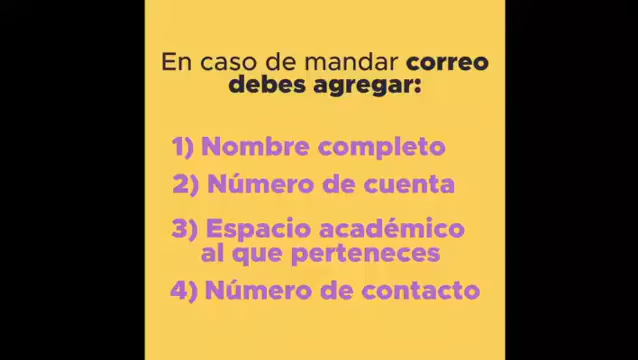 En caso de mandar correo
debes agregar:
1) Nombre completo
2) Número de cuenta
3) Espacio académico
al que perteneces
4) Número de contacto